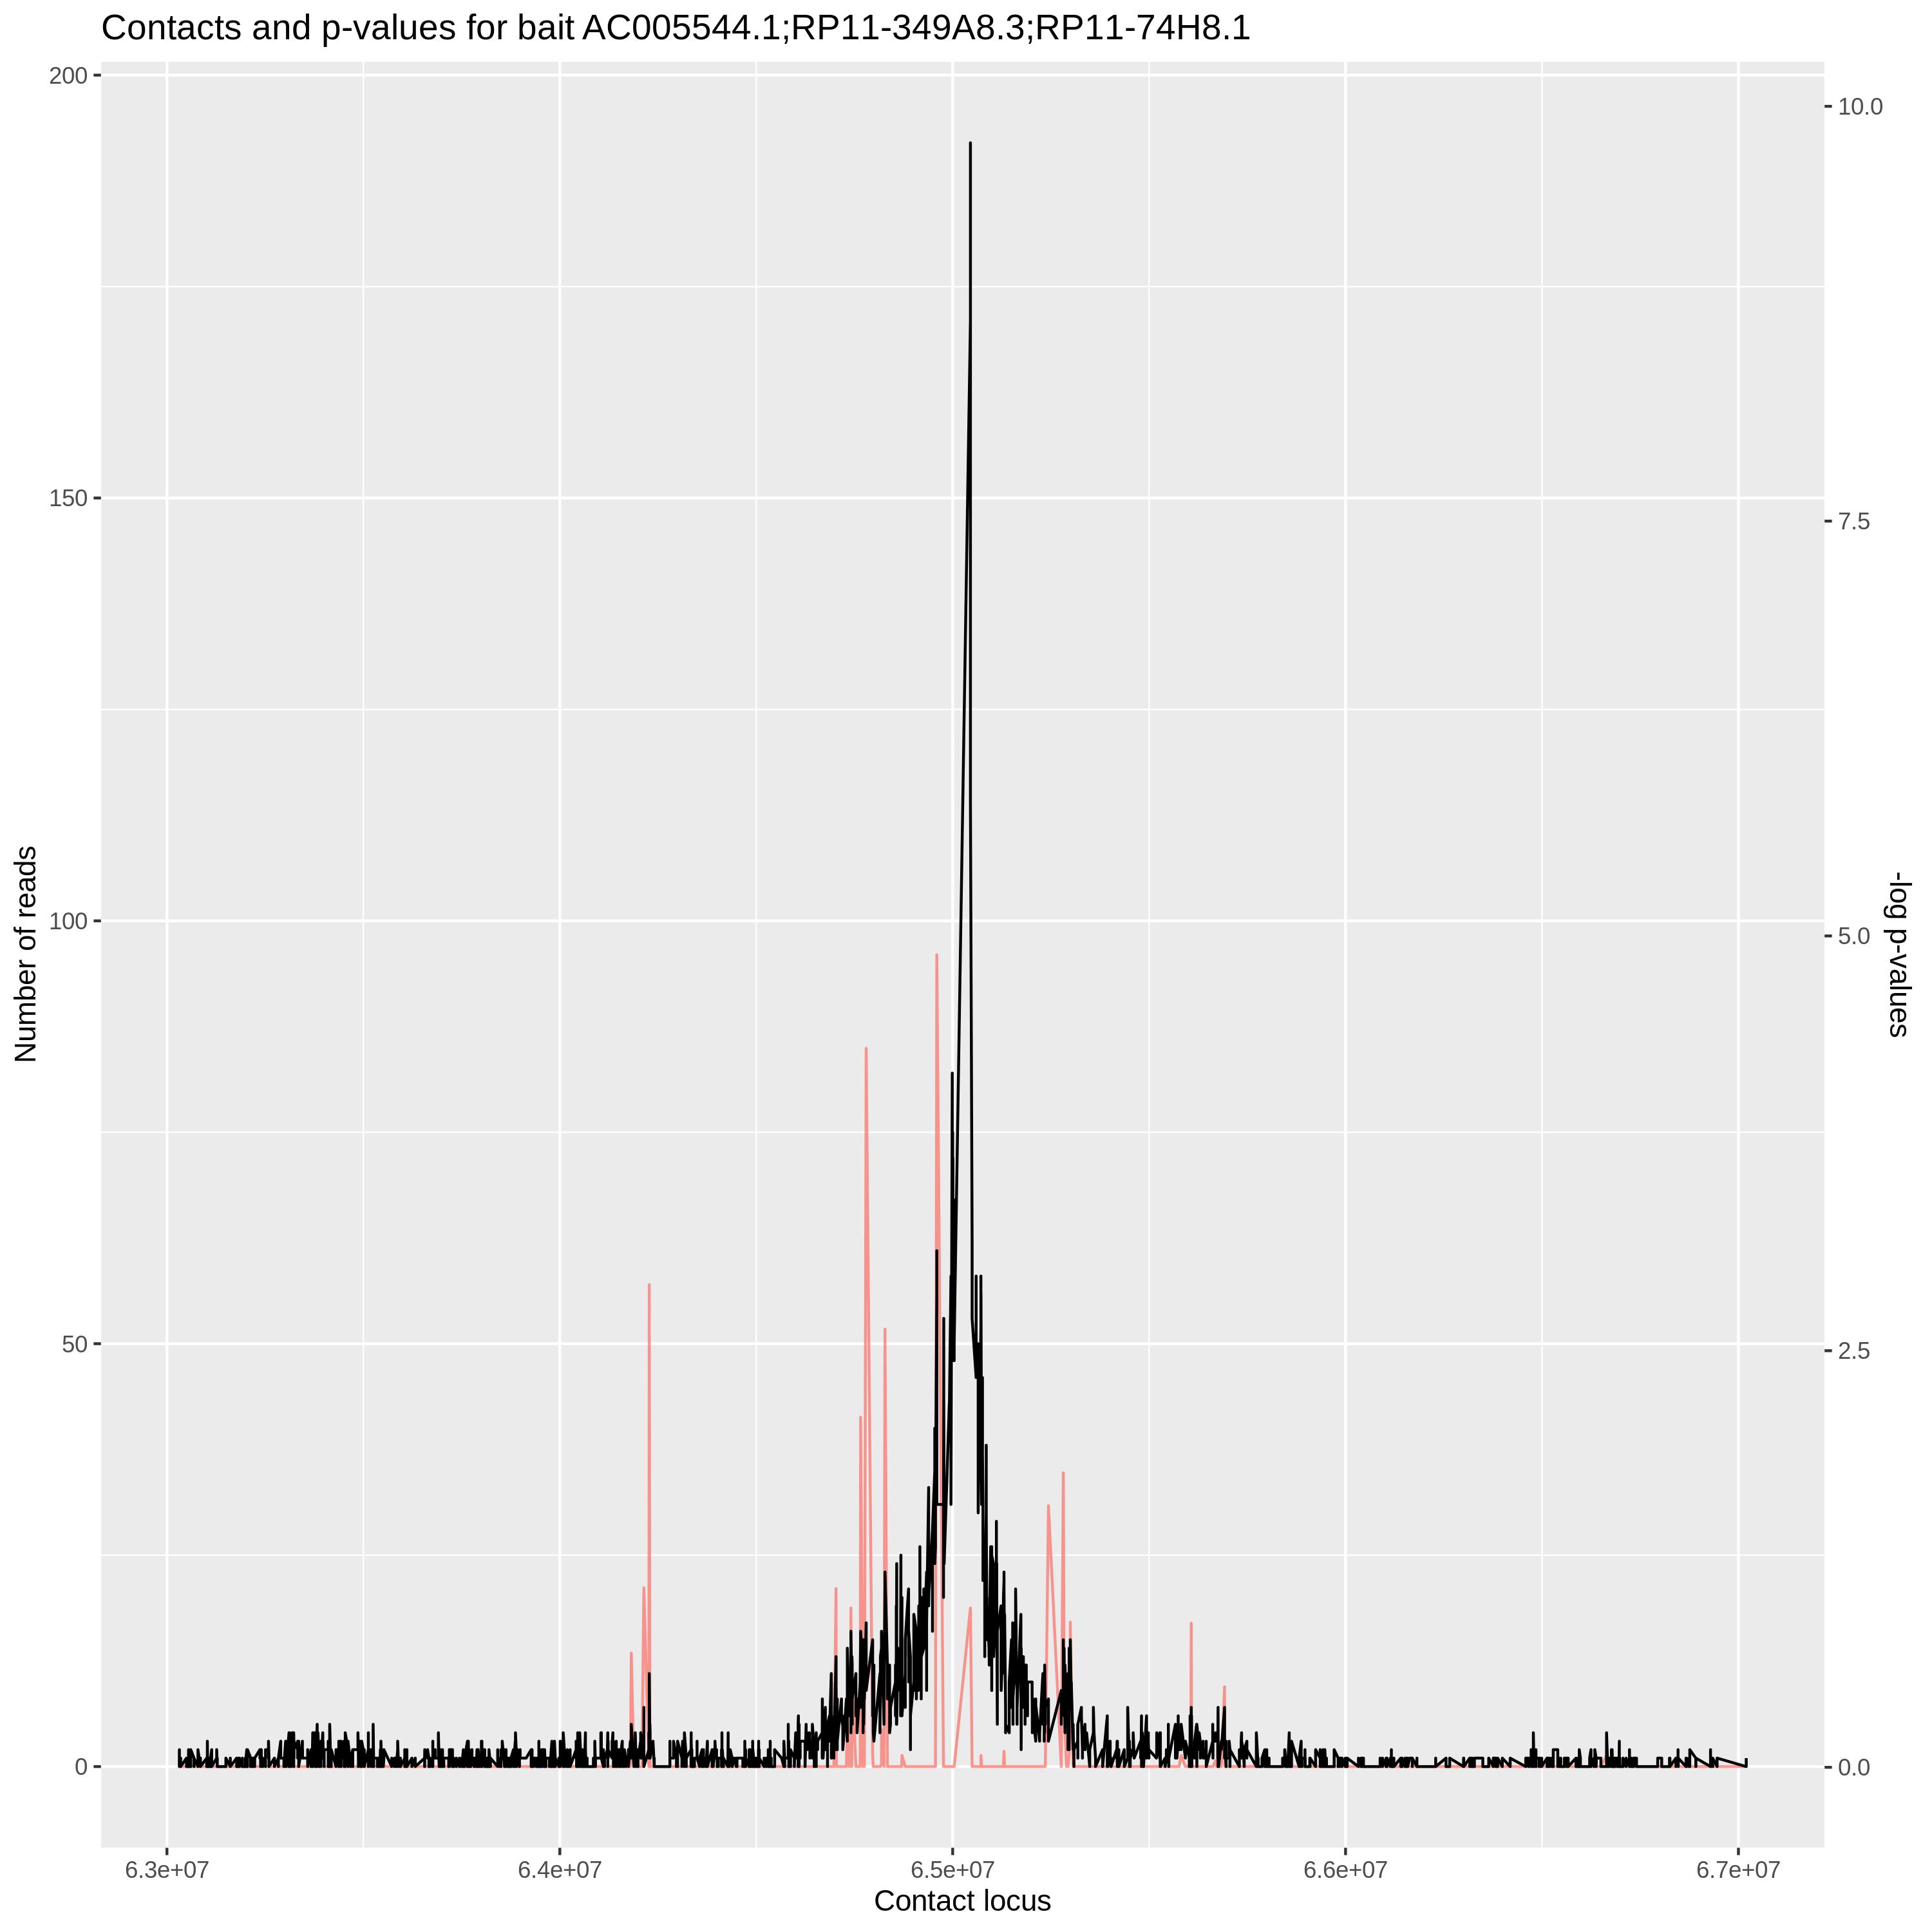 Contacts and p-values for bait AC005544.1;RP11-349A8.3;RP11-74H8.1
200
150
100
50
0
Number of reads
10.0
7.5
5.0
2.5
0.0
-log p-values
6.3e+07
6.4e+07
6.5e+07
6.6e+07
6.7e+07
Contact locus